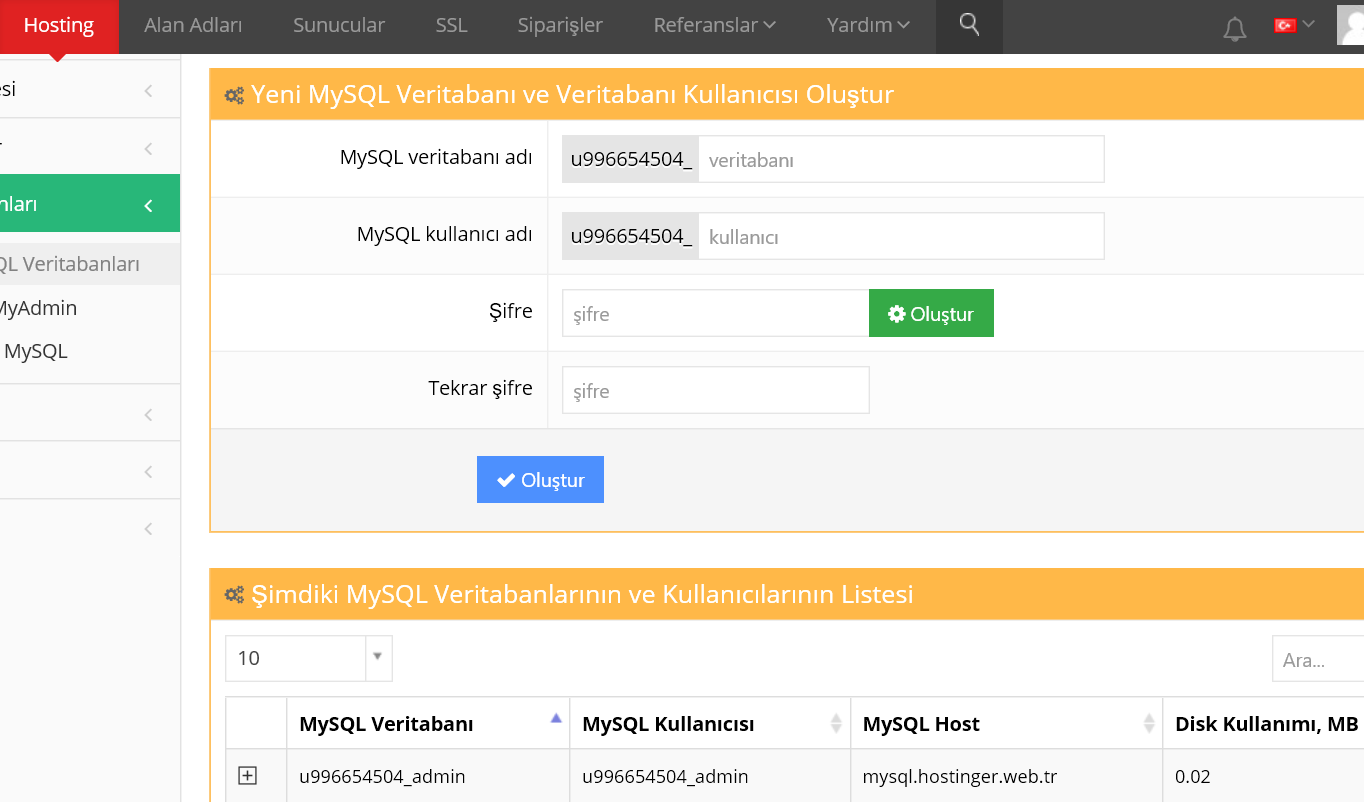 Hosting Alan Adları Sunucular SSL Siparişler Referanslar Yardım
Yeni MySQL Veritabanı ve Veritabanı Kullanıcısı Oluştur
MySQL veritabanı adı u996654504_ veritabanı
MySQL kullanıcı adı u996654504_ kullanıcı
Şifre şifre Oluştur
Tekrar şifre şifre
Oluştur
QL Veritabanları
MyAdmin
MySQL
Şimdiki MySQL Veritabanlarının ve Kullanıcılarının Listesi
10 Ara...
MySQL Veritabanı MySQL Kullanıcısı MySQL Host Disk Kullanımı, MB
u996654504_admin u996654504_admin mysql.hostinger.web.tr 0.02